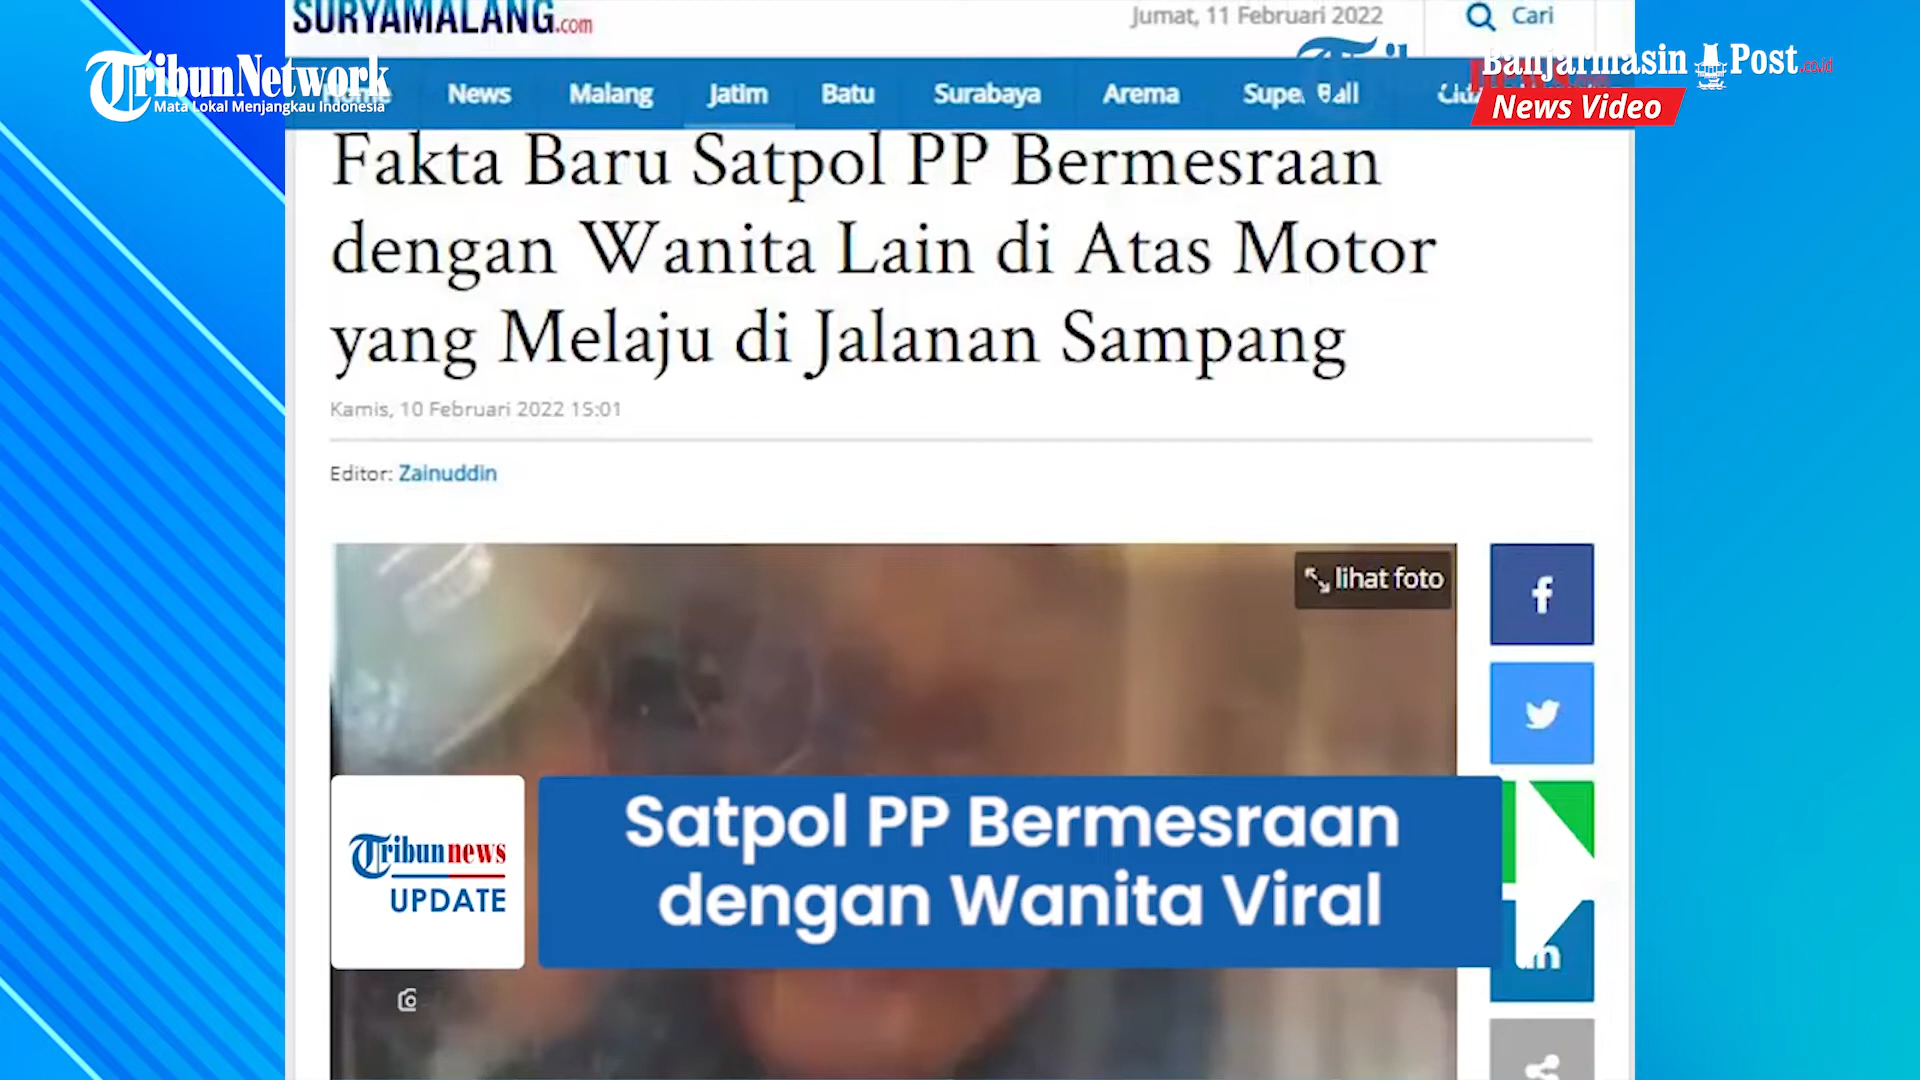 SURYAMALANG.com
Jumat, 11 Februari 2022
Cari
TribunNetwork
Mata Lokal Menjangkau Indonesia
Banjarmasin Post.co.id
News Video
News Malang Jatim Batu Surabaya Arema
Fakta Baru Satpol PP Bermesraan
dengan Wanita Lain di Atas Motor
yang Melaju di Jalanan Sampang
Kamis, 10 Februari 2022 15:01
Editor: Zainuddin
lihat foto
Tribunnews
UPDATE
Satpol PP Bermesraan
dengan Wanita Viral